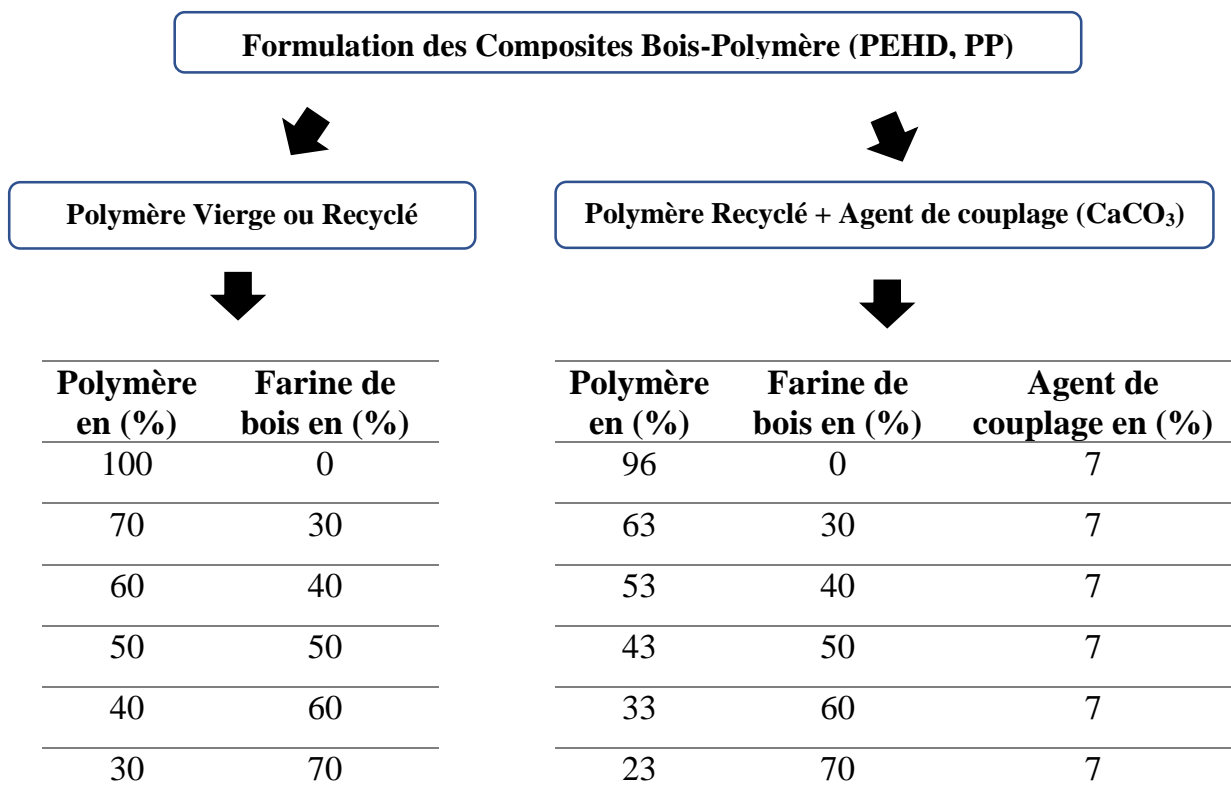 Formulation des Composites Bois-Polymère (PEHD, PP)
Polymère Vierge ou Recyclé
Polymère en (%) Farine de bois en (%)
100 0
70 30
60 40
50 50
40 60
30 70
Polymère Recyclé + Agent de couplage (CaCO₃)
Polymère en (%) Farine de bois en (%) Agent de couplage en (%)
96 0 7
63 30 7
53 40 7
43 50 7
33 60 7
23 70 7